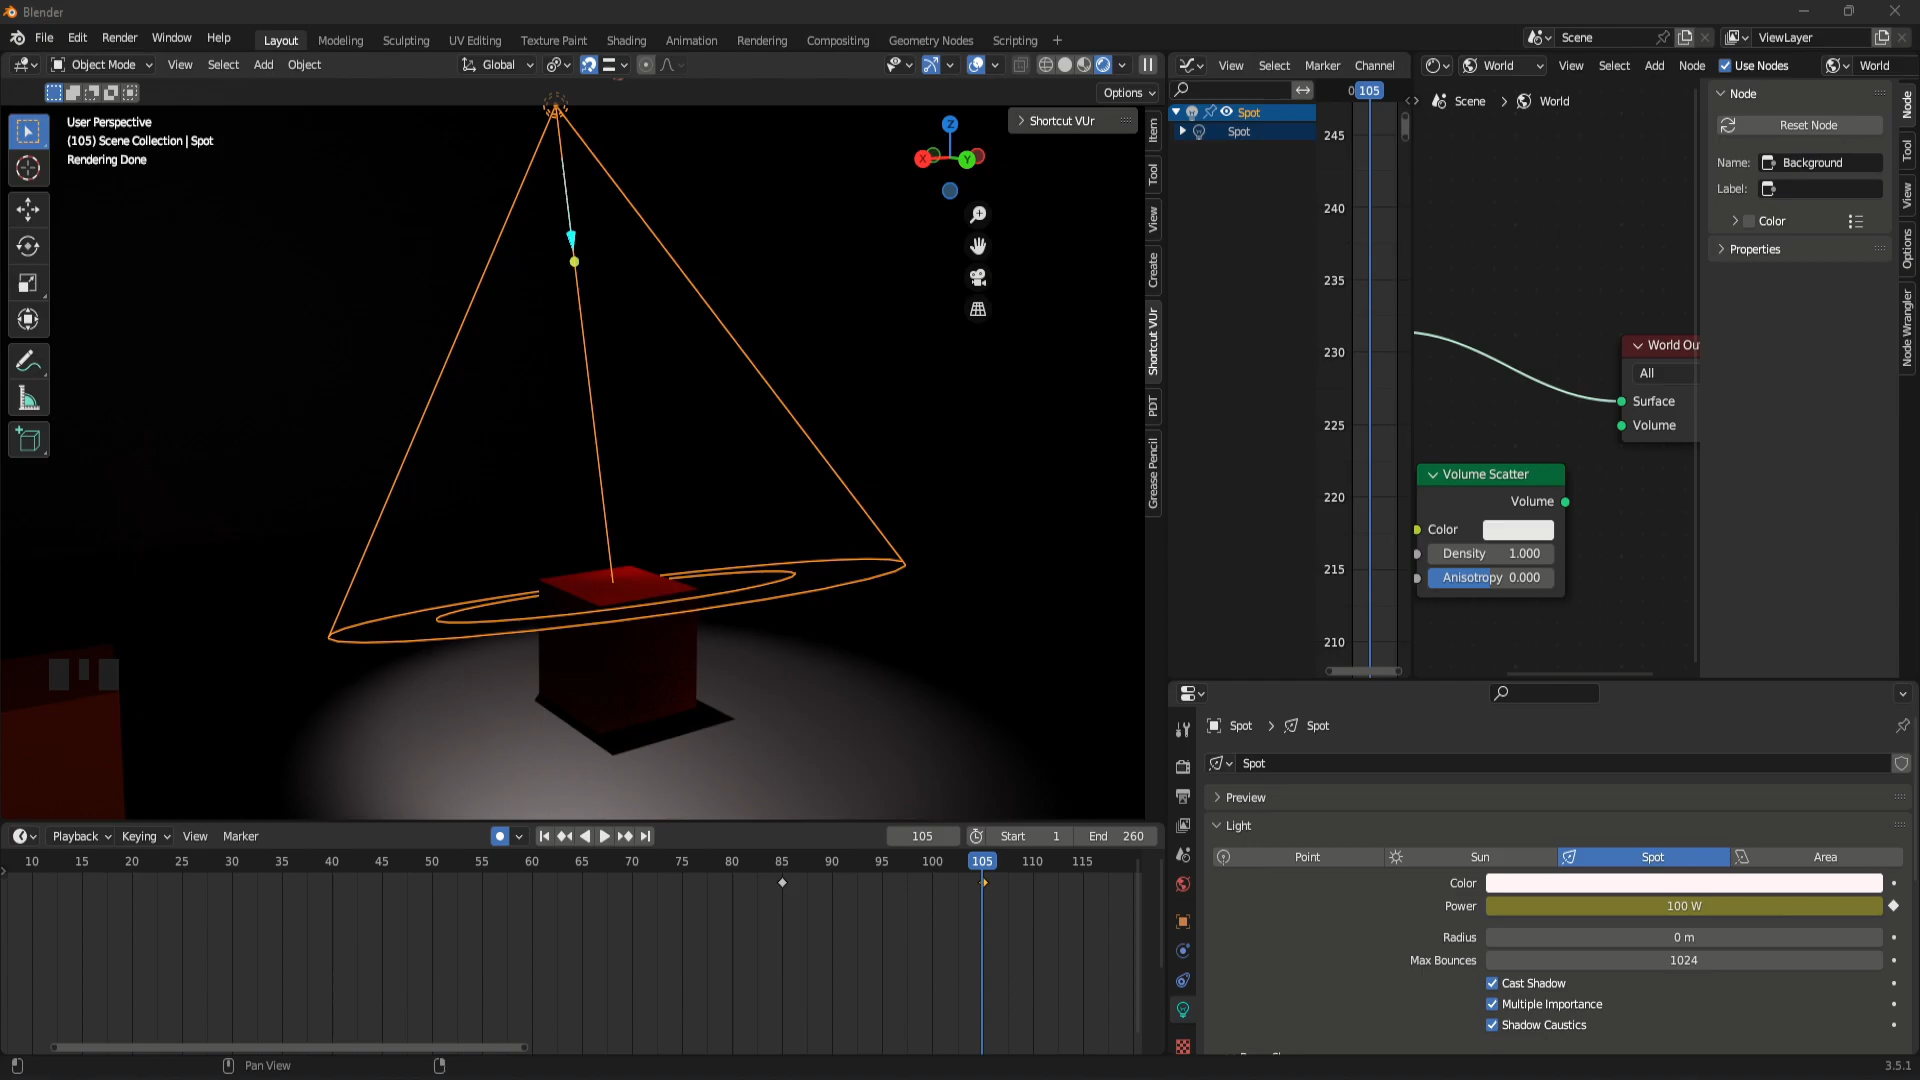 Blender
File Edit Render Window Help
Layout Modeling Sculpting UV Editing Texture Paint Shading Animation Rendering Compositing Geometry Nodes Scripting +
Scene ViewLayer
Object Mode View Select Add Object Global
View Select Marker Channel
World View Select Add Node Use Nodes World
Options
User Perspective
(105) Scene Collection | Spot
Rendering Done
Shortcut VUr
Z
X
Y
Item
Tool
View
Create
Shortcut VUr
PDT
Grease Pencil
0 105
Spot
Spot
245
240
235
230
225
220
215
210
Scene > World
World Ou
All
Surface
Volume
Volume Scatter
Volume
Color
Density 1.000
Anisotropy 0.000
Node
Reset Node
Name: Background
Label:
Color
Properties
Node
Tool
View
Options
Node Wrangler
Spot > Spot
Spot
Preview
Light
Point Sun Spot Area
Color
Power 100 W
Radius 0 m
Max Bounces 1024
Cast Shadow
Multiple Importance
Shadow Caustics
Playback Keying View Marker
105 Start 1 End 260
10 15 20 25 30 35 40 45 50 55 60 65 70 75 80 85 90 95 100 105 110 115
Pan View
3.5.1